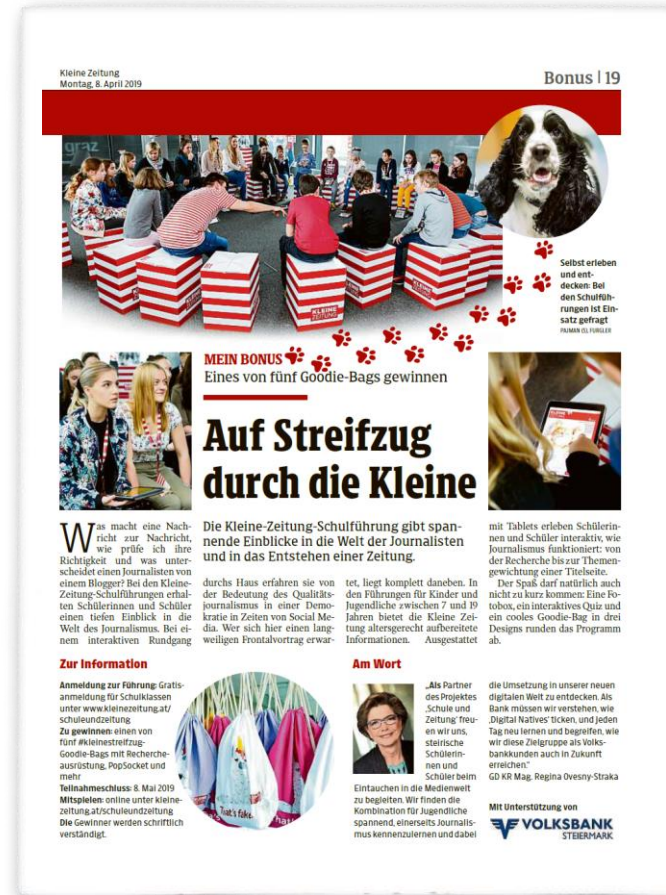 Kleine Zeitung
Montag, 8. April 2019
Bonus | 19
graz
KLEINE
ZEITUNG
Selbst erleben
und ent-
decken: Bei
den Schulfüh-
rungen ist Ein-
satz gefragt
PAJMAN (5), FURGLER
MEIN BONUS
Eines von fünf Goodie-Bags gewinnen
Auf Streifzug
durch die Kleine
Die Kleine-Zeitung-Schulführung gibt span-
nende Einblicke in die Welt der Journalisten
und in das Entstehen einer Zeitung.
Was macht eine Nach-
richt zur Nachricht,
wie prüfe ich ihre
Richtigkeit und was unter-
scheidet einen Journalisten von
einem Blogger? Bei den Kleine-
Zeitung-Schulführungen erhal-
ten Schülerinnen und Schüler
einen tiefen Einblick in die
Welt des Journalismus. Bei ei-
nem interaktiven Rundgang
durchs Haus erfahren sie von
der Bedeutung des Qualitäts-
journalismus in einer Demo-
kratie in Zeiten von Social Me-
dia. Wer sich hier einen lang-
weiligen Frontalvortrag erwar-
tet, liegt komplett daneben. In
den Führungen für Kinder und
Jugendliche zwischen 7 und 19
Jahren bietet die Kleine Zei-
tung altersgerecht aufbereitete
Informationen. Ausgestattet
mit Tablets erleben Schülerin-
nen und Schüler interaktiv, wie
Journalismus funktioniert: von
der Recherche bis zur Themen-
gewichtung einer Titelseite.
Der Spaß darf natürlich auch
nicht zu kurz kommen: Eine Fo-
tobox, ein interaktives Quiz und
ein cooles Goodie-Bag in drei
Designs runden das Programm
ab.
Zur Information
Anmeldung zur Führung: Gratis-
anmeldung für Schulklassen
unter www.kleinezeitung.at/
schuleundzeitung
Zu gewinnen: einen von
fünf #kleinestreifzug-
Goodie-Bags mit Recherche-
ausrüstung, PopSocket und
mehr
Teilnahmeschluss: 8. Mai 2019
Mitspielen: online unter kleine-
zeitung.at/schuleundzeitung
Die Gewinner werden schriftlich
verständigt.
That's fake.
Am Wort
„Als Partner
des Projektes
‚Schule und
Zeitung' freu-
en wir uns,
steirische
Schülerin-
nen und
Schüler beim
Eintauchen in die Medienwelt
zu begleiten. Wir finden die
Kombination für Jugendliche
spannend, einerseits Journalis-
mus kennenzulernen und dabei
die Umsetzung in unserer neuen
digitalen Welt zu entdecken. Als
Bank müssen wir verstehen, wie
‚Digital Natives' ticken, und jeden
Tag neu lernen und begreifen, wie
wir diese Zielgruppe als Volks-
bankkunden auch in Zukunft
erreichen."
GD KR Mag. Regina Ovesny-Straka
Mit Unterstützung von
VOLKSBANK
STEIERMARK